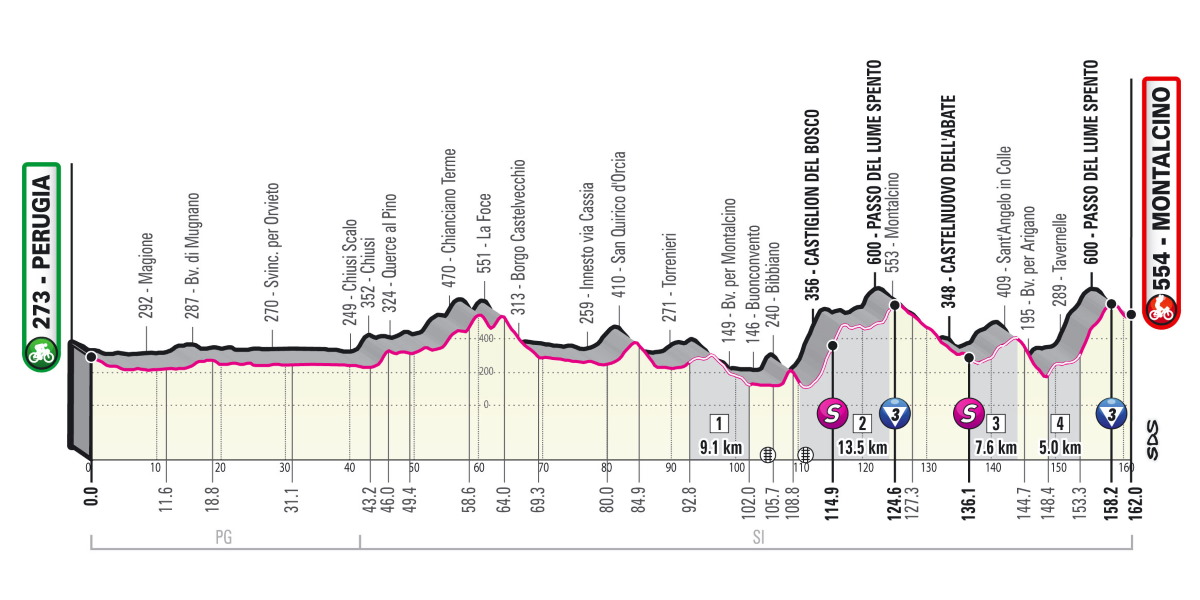 273 - PERUGIA
292 - Magione
287 - Bv. di Mugnano
270 - Svinc. per Orvieto
249 - Chiusi Scalo
352 - Chiusi
324 - Querce al Pino
470 - Chianciano Terme
551 - La Foce
313 - Borgo Castelvecchio
259 - Innesto via Cassia
410 - San Quirico d'Orcia
271 - Torrenieri
149 - Bv. per Montalcino
146 - Buonconvento
240 - Bibbiano
356 - CASTIGLION DEL BOSCO
600 - PASSO DEL LUME SPENTO
553 - Montalcino
348 - CASTELNUOVO DELL'ABATE
409 - Sant'Angelo in Colle
195 - Bv. per Arigano
289 - Tavernelle
600 - PASSO DEL LUME SPENTO
554 - MONTALCINO
400
200
0
S
3
S
3
1
9.1 km
2
13.5 km
3
7.6 km
4
5.0 km
SDS
0 10 20 30 40 50 60 70 80 90 100 110 120 130 140 150 160
0.0 11.6 18.8 31.1 43.2 46.0 49.4 58.6 64.0 69.3 80.0 84.9 92.8 102.0 105.7 108.8 114.9 124.6 127.3 136.1 144.7 148.4 153.3 158.2 162.0
PG SI